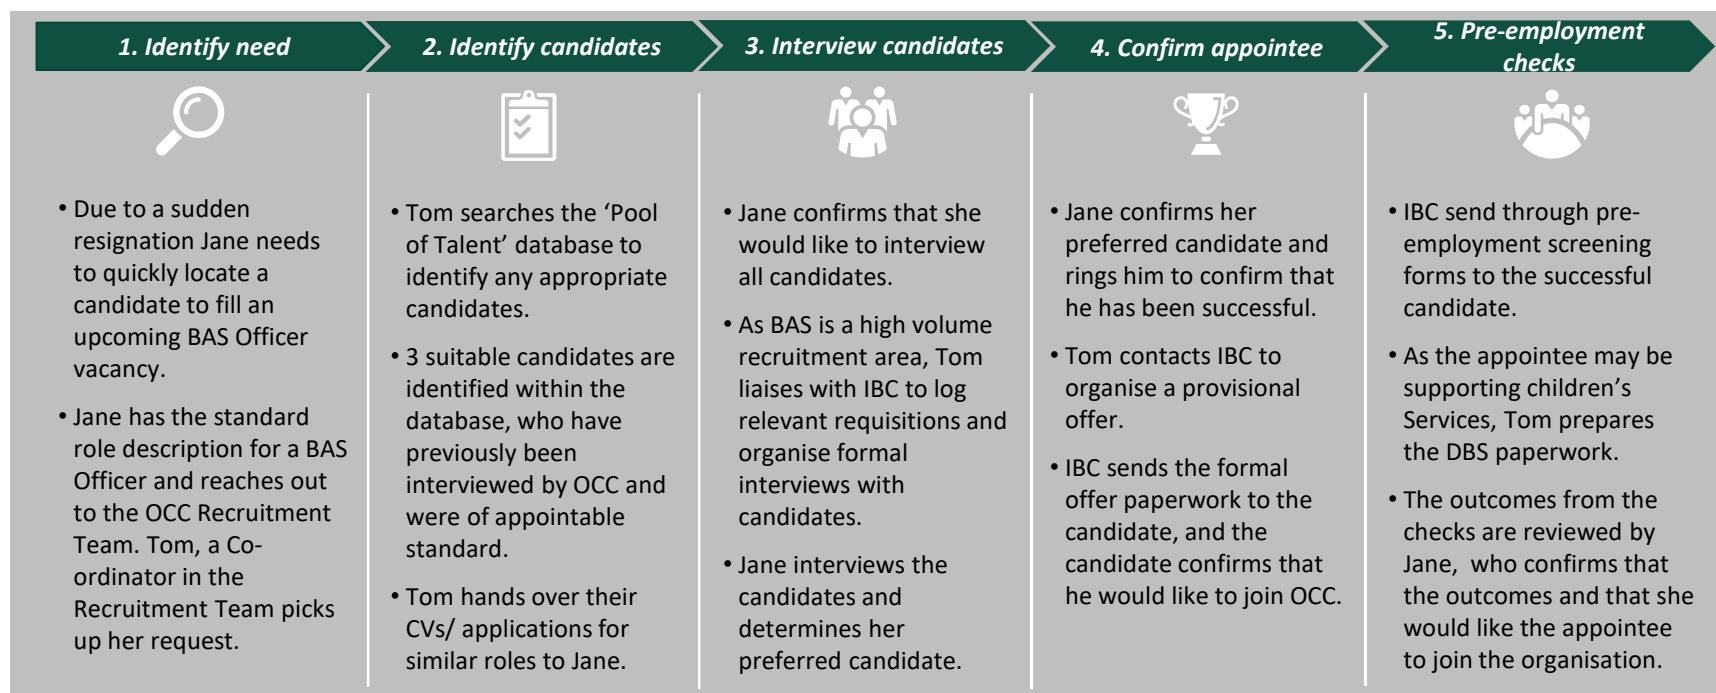 1. Identify need
2. Identify candidates
3. Interview candidates
4. Confirm appointee
5. Pre-employment
checks
• Due to a sudden
resignation Jane needs
to quickly locate a
candidate to fill an
upcoming BAS Officer
vacancy.
• Jane has the standard
role description for a BAS
Officer and reaches out
to the OCC Recruitment
Team. Tom, a Co-
ordinator in the
Recruitment Team picks
up her request.
• Tom searches the ‘Pool
of Talent’ database to
identify any appropriate
candidates.
• 3 suitable candidates are
identified within the
database, who have
previously been
interviewed by OCC and
were of appointable
standard.
• Tom hands over their
CVs/ applications for
similar roles to Jane.
• Jane confirms that she
would like to interview
all candidates.
• As BAS is a high volume
recruitment area, Tom
liaises with IBC to log
relevant requisitions and
organise formal
interviews with
candidates.
• Jane interviews the
candidates and
determines her
preferred candidate.
• Jane confirms her
preferred candidate and
rings him to confirm that
he has been successful.
• Tom contacts IBC to
organise a provisional
offer.
• IBC sends the formal
offer paperwork to the
candidate, and the
candidate confirms that
he would like to join OCC.
• IBC send through pre-
employment screening
forms to the successful
candidate.
• As the appointee may be
supporting children’s
Services, Tom prepares
the DBS paperwork.
• The outcomes from the
checks are reviewed by
Jane,  who confirms that
the outcomes and that she
would like the appointee
to join the organisation.